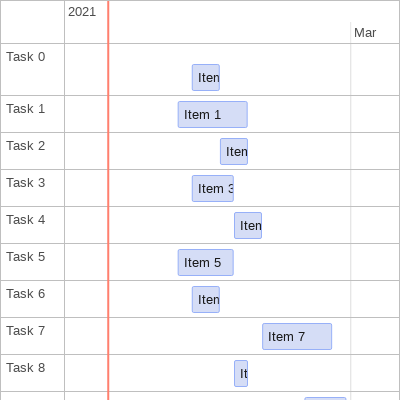 2021
Mar
Task 0
Item
Task 1
Item 1
Task 2
Item
Task 3
Item 3
Task 4
Item
Task 5
Item 5
Task 6
Item
Task 7
Item 7
Task 8
It